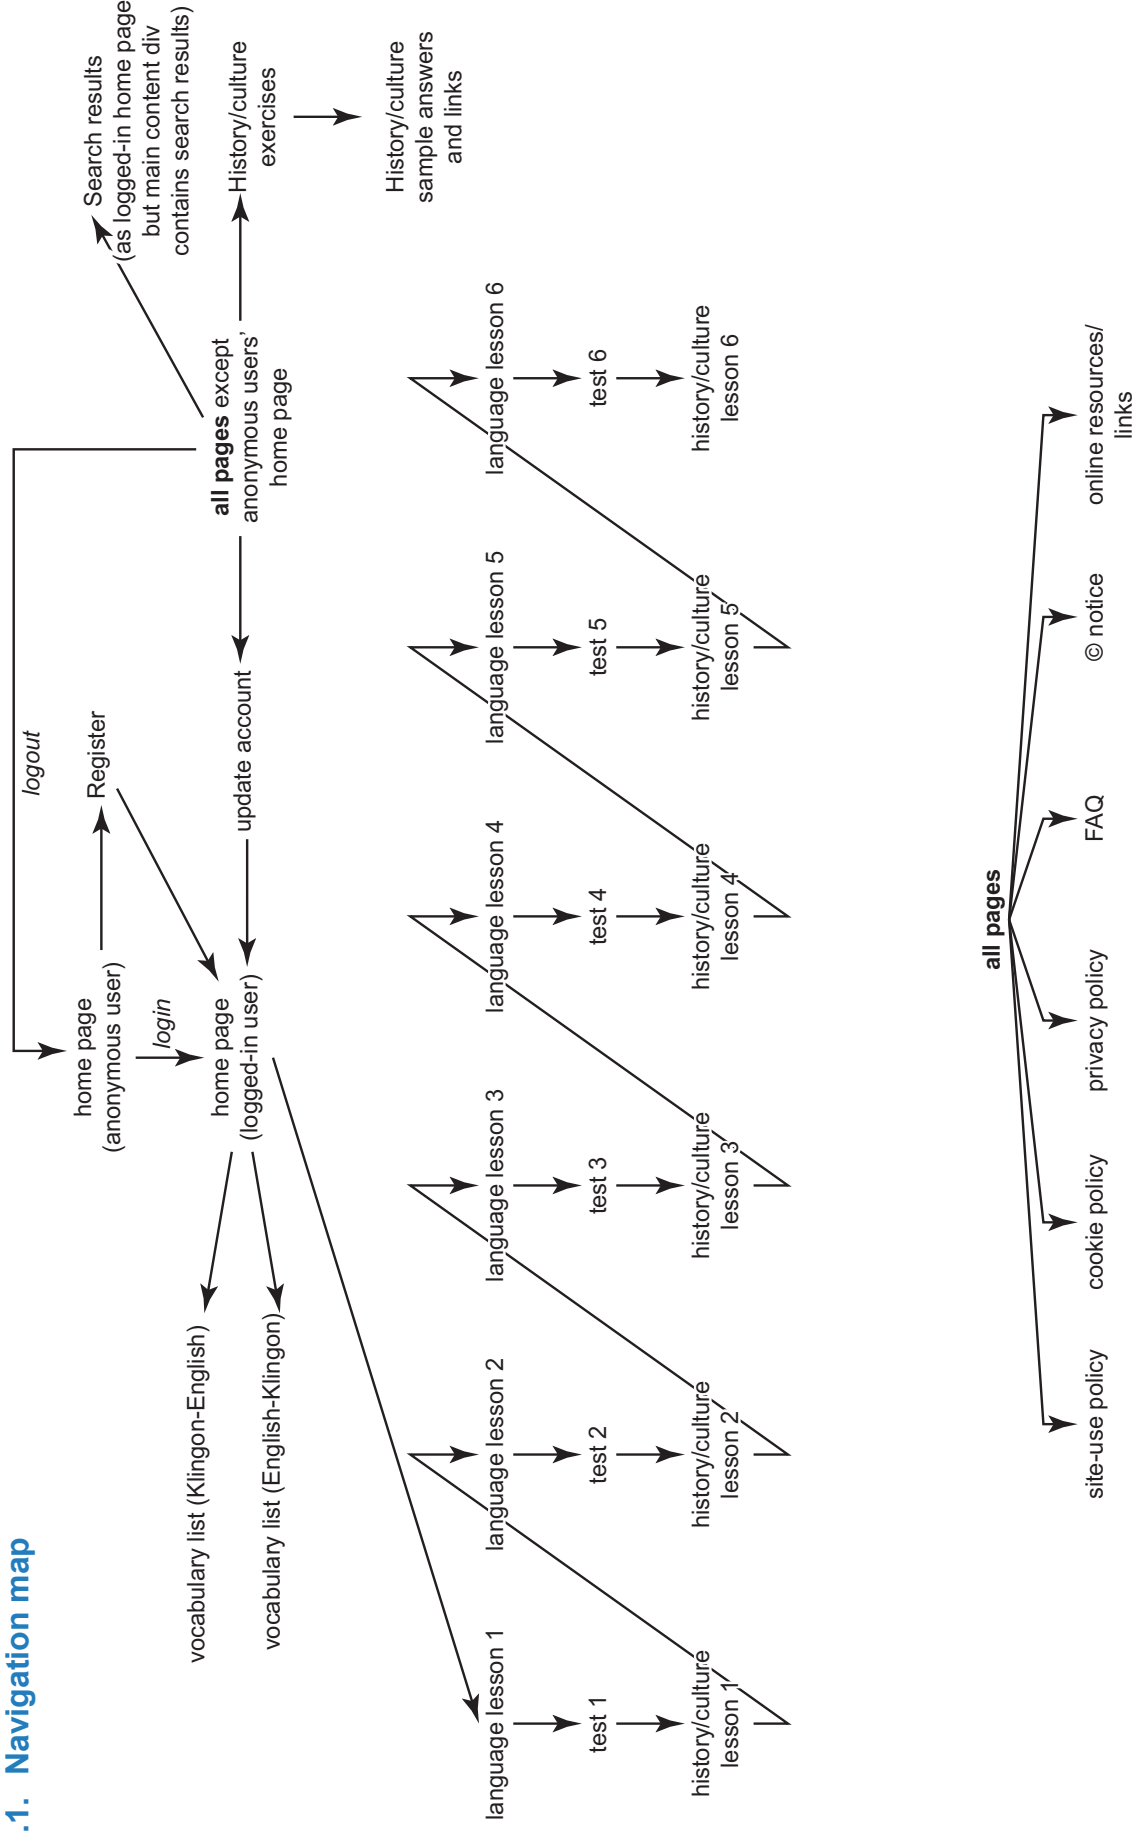 .1. Navigation map
logout
home page
(anonymous user)
Register
login
home page
(logged-in user)
update account
all pages except
anonymous users’
home page
Search results
(as logged-in home page
but main content div
contains search results)
History/culture
exercises
History/culture
sample answers
and links
vocabulary list (Klingon-English)
vocabulary list (English-Klingon)
language lesson 1
test 1
history/culture
lesson 1
language lesson 2
test 2
history/culture
lesson 2
language lesson 3
test 3
history/culture
lesson 3
language lesson 4
test 4
history/culture
lesson 4
language lesson 5
test 5
history/culture
lesson 5
language lesson 6
test 6
history/culture
lesson 6
all pages
site-use policy
cookie policy
privacy policy
FAQ
© notice
online resources/
links